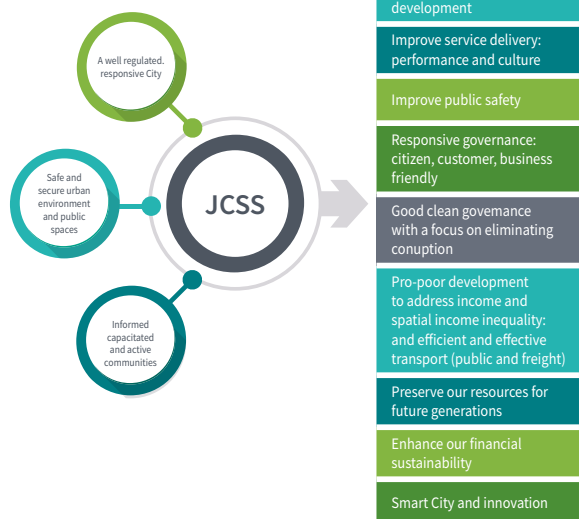 A well regulated.
responsive City
Safe and
secure urban
environment
and public
spaces
Informed
capacitated
and active
communities
JCSS
development
Improve service delivery:
performance and culture
Improve public safety
Responsive governance:
citizen, customer, business
friendly
Good clean govemance
with a focus on eliminating
conuption
Pro-poor development
to address income and
spatial income inequality:
and efficient and effective
transport (public and freight)
Preserve our resources for
future generations
Enhance our financial
sustainability
Smart City and innovation